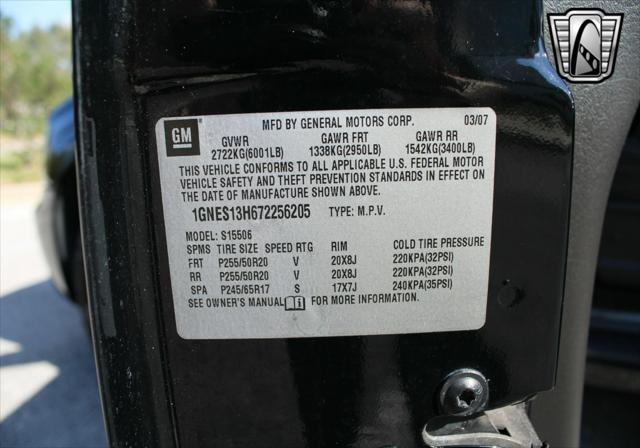 GM
MFD BY GENERAL MOTORS CORP. 03/07
GVWR GAWR FRT GAWR RR
2722KG(6001LB) 1338KG(2950LB) 1542KG(3400LB)
THIS VEHICLE CONFORMS TO ALL APPLICABLE U.S. FEDERAL MOTOR
VEHICLE SAFETY AND THEFT PREVENTION STANDARDS IN EFFECT ON
THE DATE OF MANUFACTURE SHOWN ABOVE.
1GNES13H672256205 TYPE: M.P.V.
MODEL: S15506
SPMS TIRE SIZE SPEED RTG RIM COLD TIRE PRESSURE
FRT P255/50R20 V 20X8J 220KPA(32PSI)
RR P255/50R20 V 20X8J 220KPA(32PSI)
SPA P245/65R17 S 17X7J 240KPA(35PSI)
SEE OWNER'S MANUAL i FOR MORE INFORMATION.